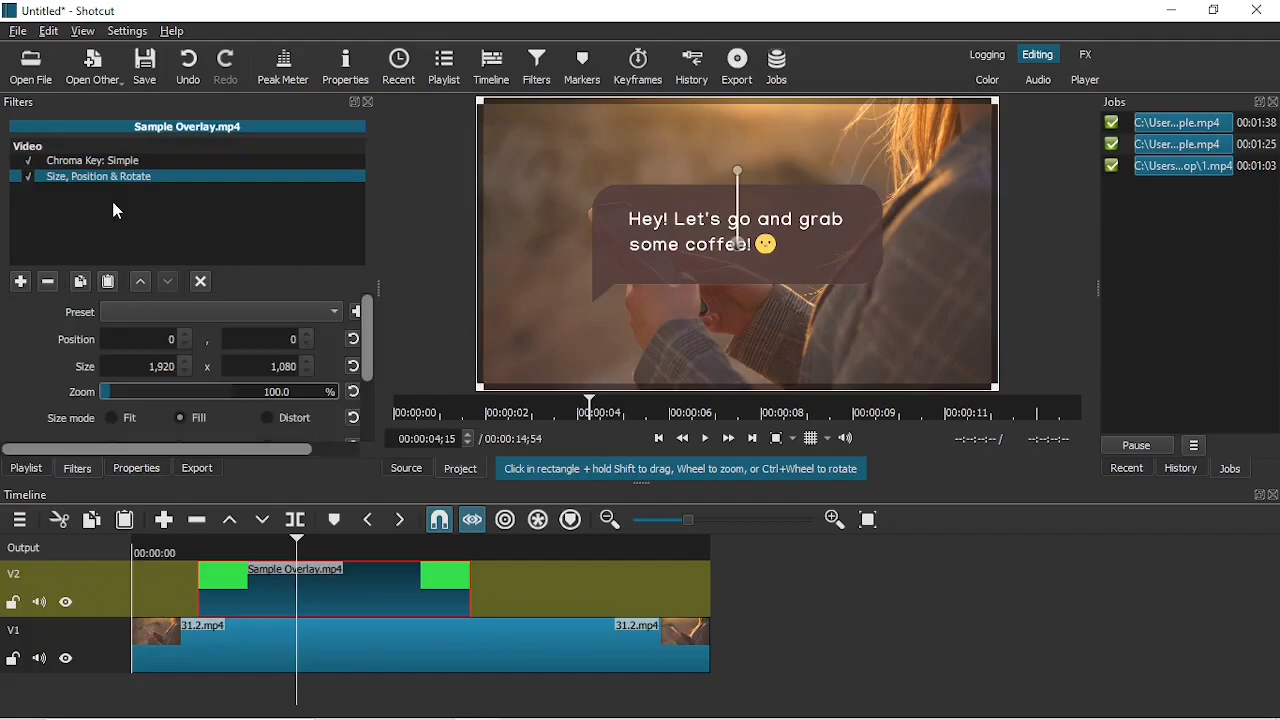 Untitled* - Shotcut
File Edit View Settings Help
Open File Open Other.. Save Undo Redo Peak Meter Properties Recent Playlist Timeline Filters Markers Keyframes History Export Jobs
Logging Editing FX
Color Audio Player
Filters
Sample Overlay.mp4
Video
✓ Chroma Key: Simple
✓ Size, Position & Rotate
Preset
Position 0 , 0
Size 1,920 x 1,080
Zoom 100.0 %
Size mode Fit Fill Distort
Playlist Filters Properties Export
Hey! Let's go and grab
some coffee!🙂
00:00:00 00:00:02 00:00:04 00:00:06 00:00:08 00:00:09 00:00:11
00:00:04;15 / 00:00:14;54 --:--:--:-- / --:--:--:--
Source Project Click in rectangle + hold Shift to drag, Wheel to zoom, or Ctrl+Wheel to rotate
Jobs
C:\User...ple.mp4 00:01:38
C:\User...ple.mp4 00:01:25
C:\Users...op\1.mp4 00:01:03
Pause
Recent History Jobs
Timeline
Output
00:00:00
V2
Sample Overlay.mp4
V1
31.2.mp4 31.2.mp4